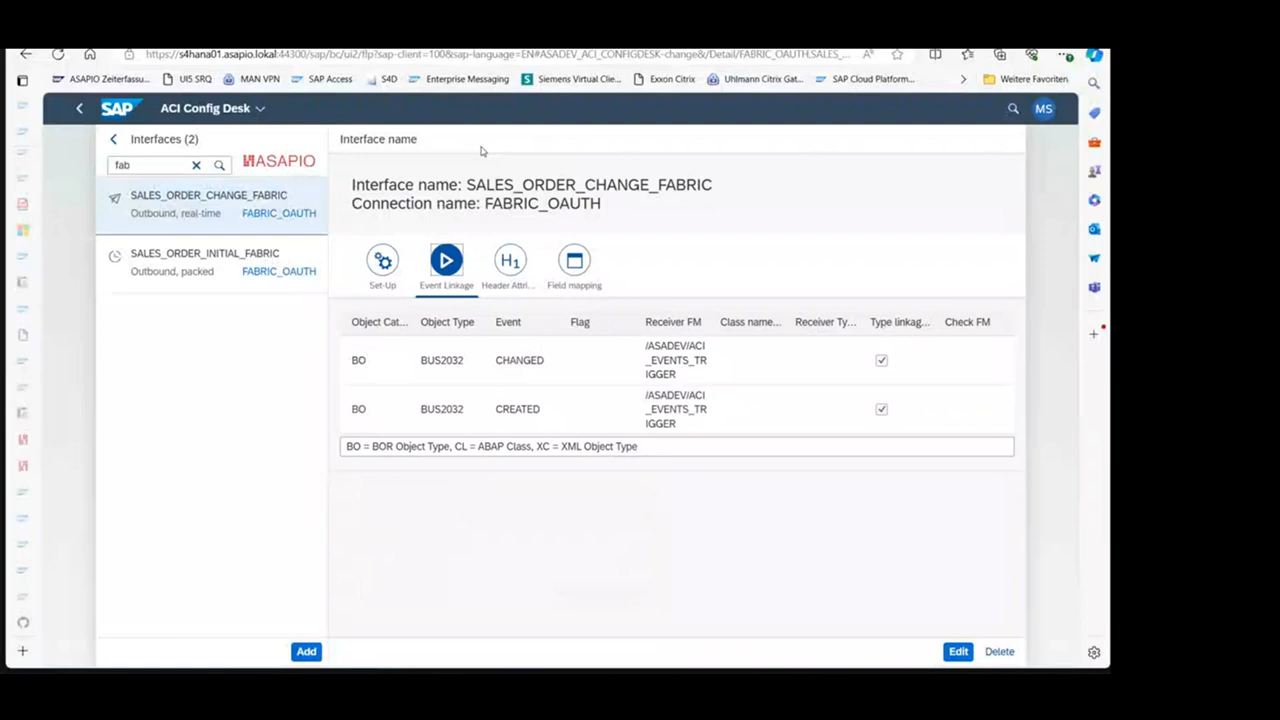 https://s4hana01.asapio.lokal:44300/sap/bc/ui2/flp?sap-client=100&sap-language=EN#ASADEV_ACI_CONFIGDESK-change&/Detail/FABRIC_OAUTH,SALES_...
ASAPIO Zeiterfassu... UI5 SRQ MAN VPN SAP Access S4D Enterprise Messaging Siemens Virtual Clie... Exxon Citrix Uhlmann Citrix Gat... SAP Cloud Platform... Weitere Favoriten
SAP ACI Config Desk MS
Interfaces (2)
fab
ASAPIO
SALES_ORDER_CHANGE_FABRIC
Outbound, real-time FABRIC_OAUTH
SALES_ORDER_INITIAL_FABRIC
Outbound, packed FABRIC_OAUTH
Add
Interface name
Interface name: SALES_ORDER_CHANGE_FABRIC
Connection name: FABRIC_OAUTH
H1
Set-Up Event Linkage Header Attri... Field mapping
Object Cat... Object Type Event Flag Receiver FM Class name... Receiver Ty... Type linkag... Check FM
BO BUS2032 CHANGED /ASADEV/ACI
_EVENTS_TR
IGGER
BO BUS2032 CREATED /ASADEV/ACI
_EVENTS_TR
IGGER
BO = BOR Object Type, CL = ABAP Class, XC = XML Object Type
Edit Delete